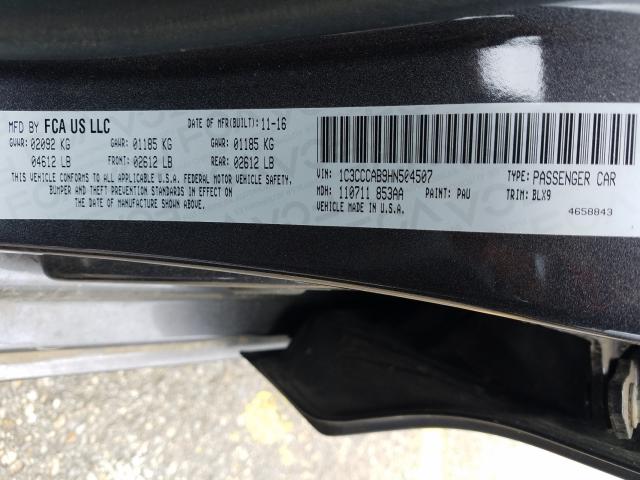 MFD BY FCA US LLC DATE OF MFR(BUILT) 11-16
GVWR: 02092 KG GAWR: 01185 KG GAWR: 01185 KG
04612 LB FRONT: 02612 LB REAR: 02612 LB
THIS VEHICLE CONFORMS TO ALL APPLICABLE U.S.A. FEDERAL MOTOR VEHICLE SAFETY,
BUMPER AND THEFT PREVENTION STANDARDS IN EFFECT ON
THE DATE OF MANUFACTURE SHOWN ABOVE.
VIN: 1C3CCCAB9HN504507 TYPE: PASSENGER CAR
MDH: 110711 853AA PAINT: PAU TRIM: BLX9
VEHICLE MADE IN U.S.A. 4658843